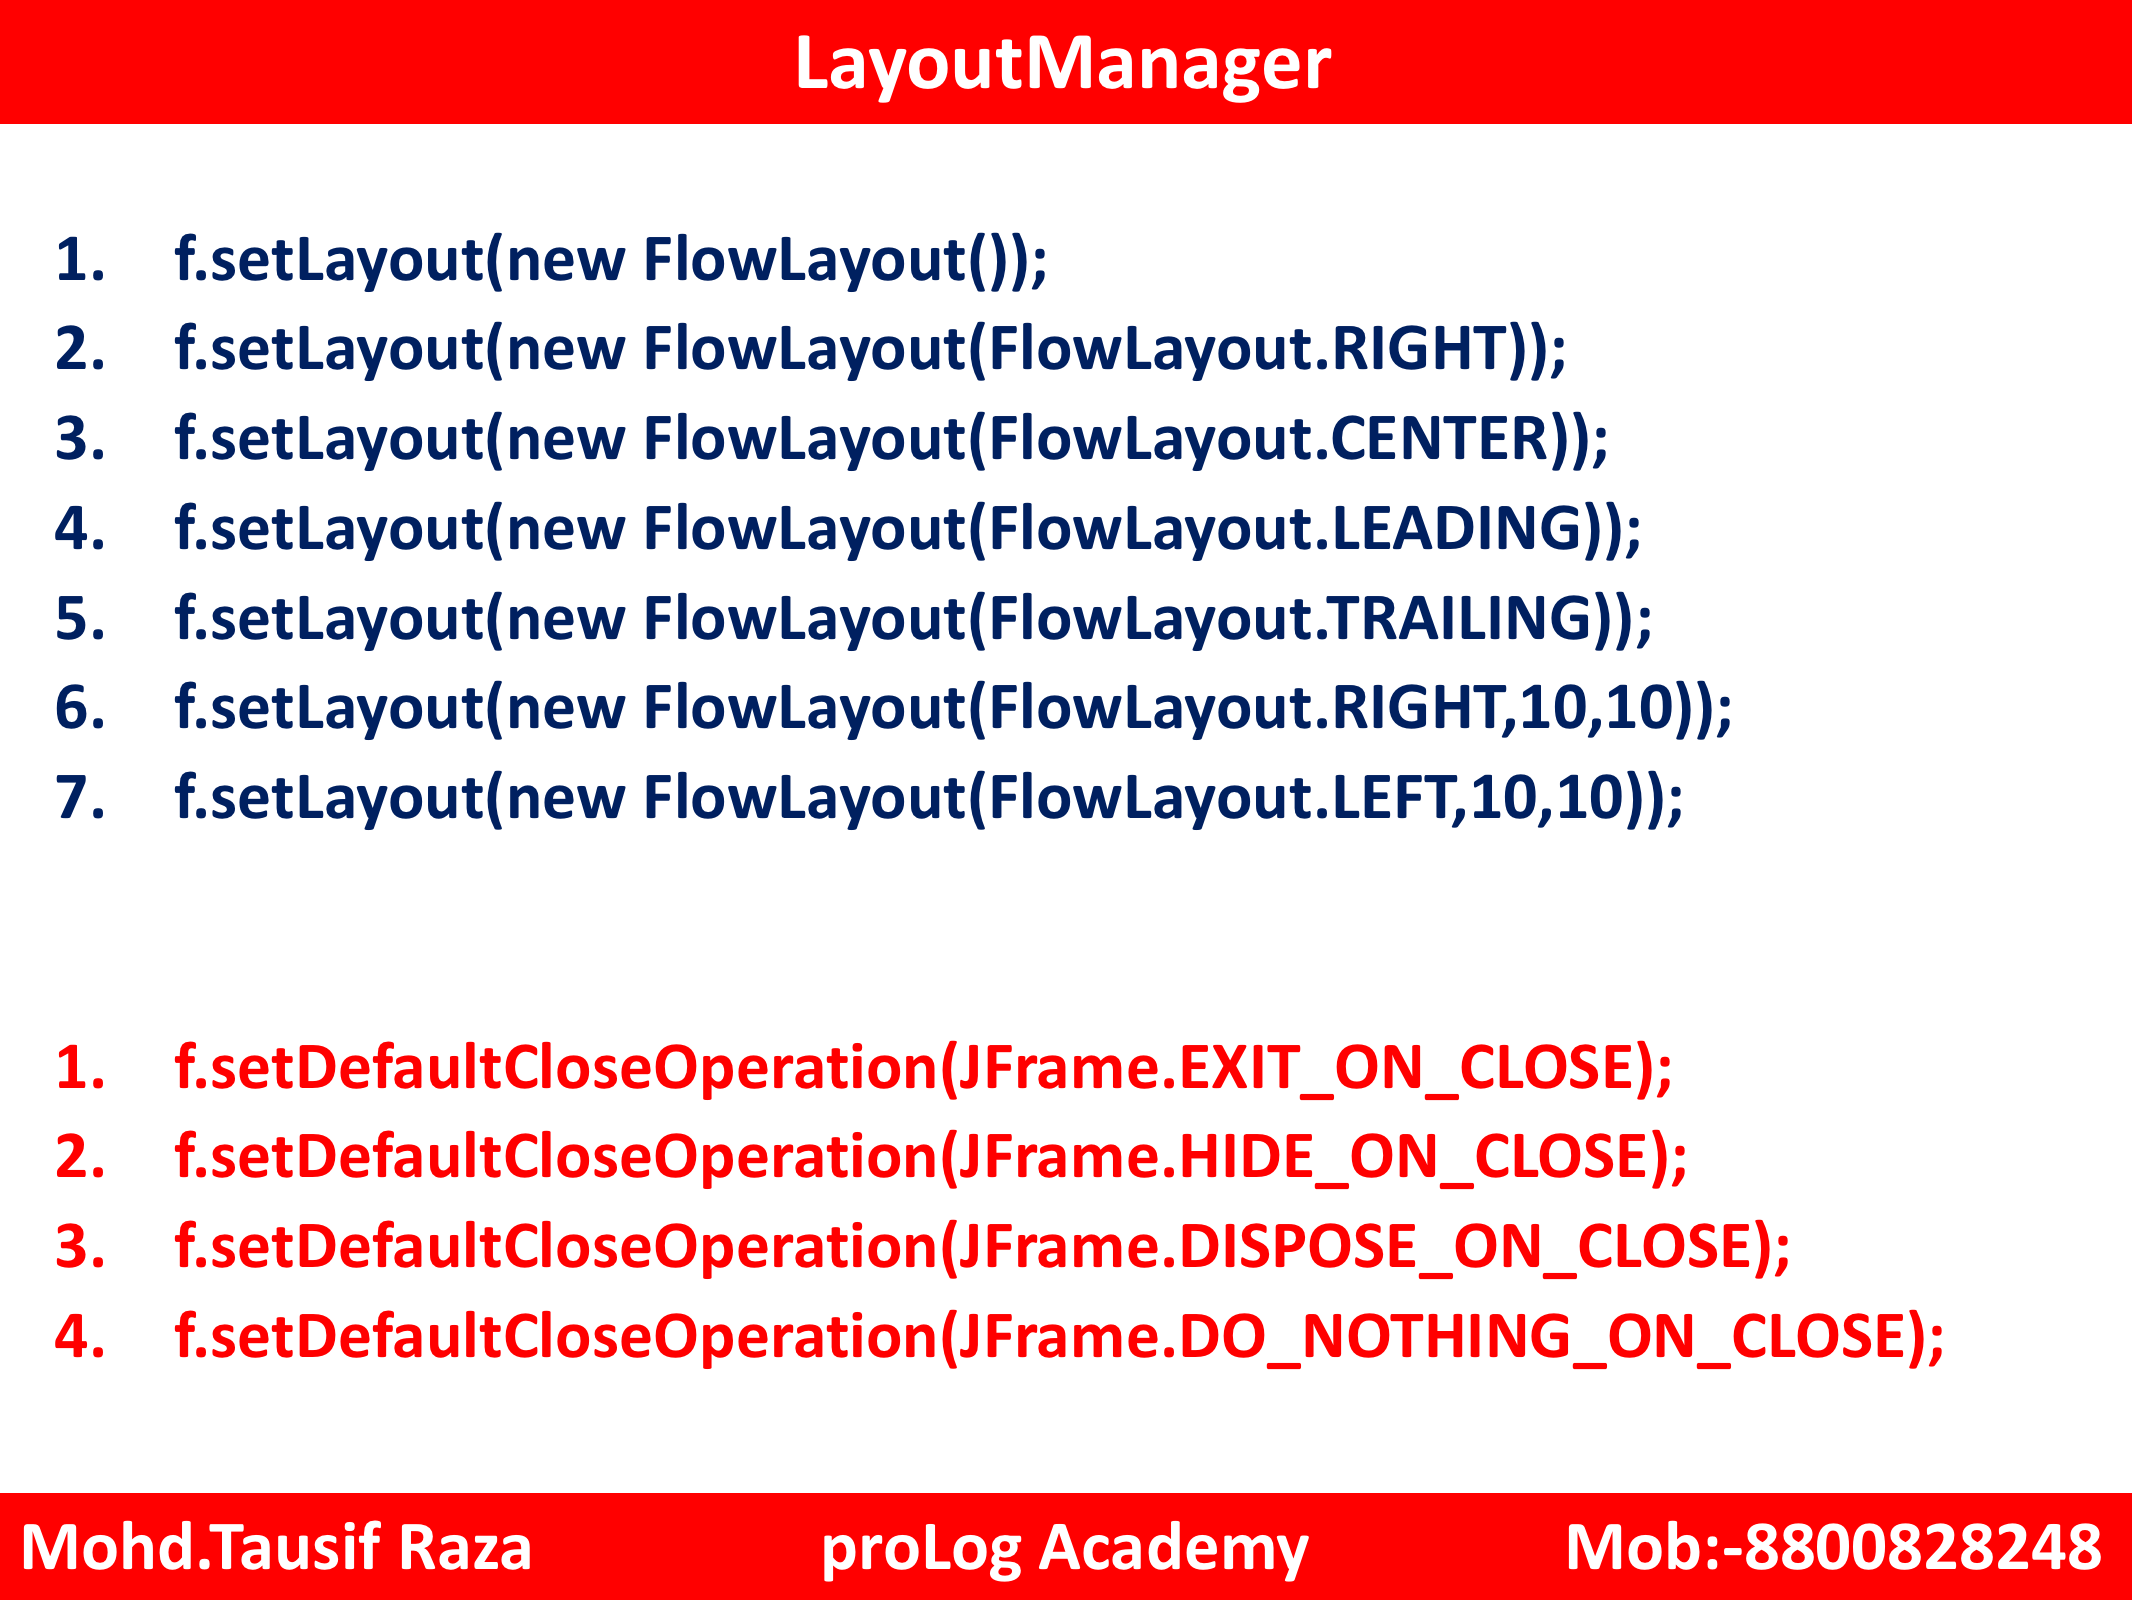 LayoutManager
1. f.setLayout(new FlowLayout());
2. f.setLayout(new FlowLayout(FlowLayout.RIGHT));
3. f.setLayout(new FlowLayout(FlowLayout.CENTER));
4. f.setLayout(new FlowLayout(FlowLayout.LEADING));
5. f.setLayout(new FlowLayout(FlowLayout.TRAILING));
6. f.setLayout(new FlowLayout(FlowLayout.RIGHT,10,10));
7. f.setLayout(new FlowLayout(FlowLayout.LEFT,10,10));
1. f.setDefaultCloseOperation(JFrame.EXIT_ON_CLOSE);
2. f.setDefaultCloseOperation(JFrame.HIDE_ON_CLOSE);
3. f.setDefaultCloseOperation(JFrame.DISPOSE_ON_CLOSE);
4. f.setDefaultCloseOperation(JFrame.DO_NOTHING_ON_CLOSE);
Mohd.Tausif Raza proLog Academy Mob:-8800828248